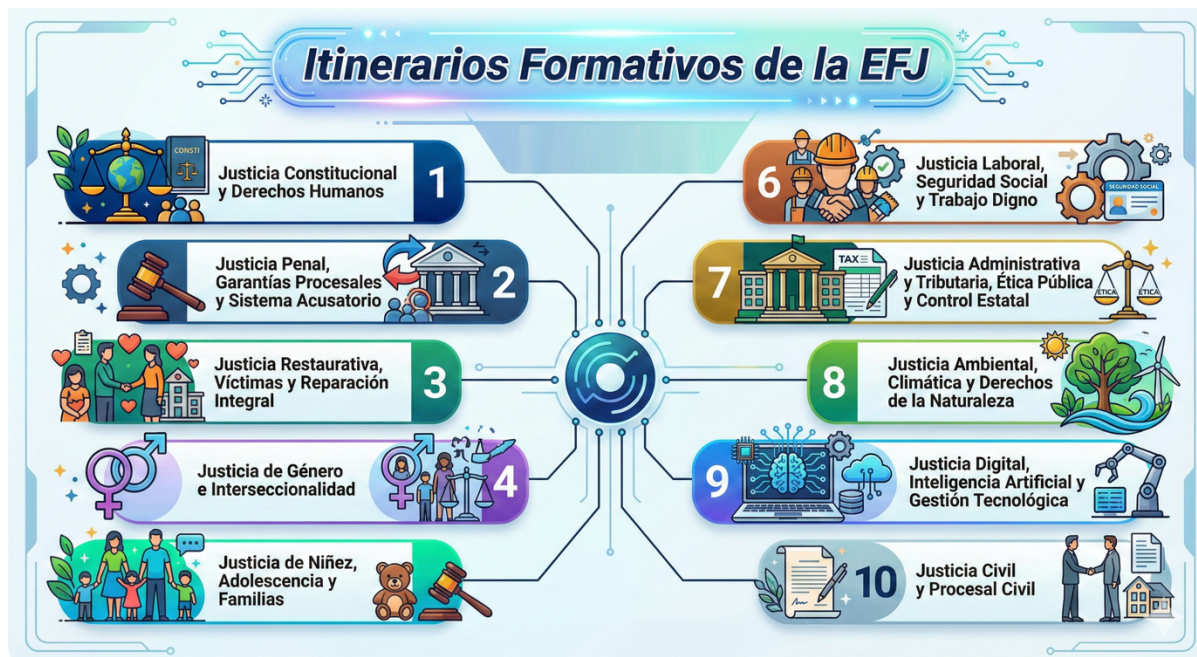 Itinerarios Formativos de la EFJ
CONSTI
Justicia Constitucional
y Derechos Humanos
1
Justicia Penal,
Garantías Procesales
y Sistema Acusatorio
2
Justicia Restaurativa,
Víctimas y Reparación
Integral
3
Justicia de Género
e Interseccionalidad
4
Justicia de Niñez,
Adolescencia y
Familias
6
Justicia Laboral,
Seguridad Social
y Trabajo Digno
SEGURIDAD SOCIAL
7
TAX
Justicia Administrativa
y Tributaria, Ética Pública
y Control Estatal
ÉTICA
ÉTICA
8
Justicia Ambiental,
Climática y Derechos
de la Naturaleza
9
Justicia Digital,
Inteligencia Artificial y
Gestión Tecnológica
10
Justicia Civil
y Procesal Civil